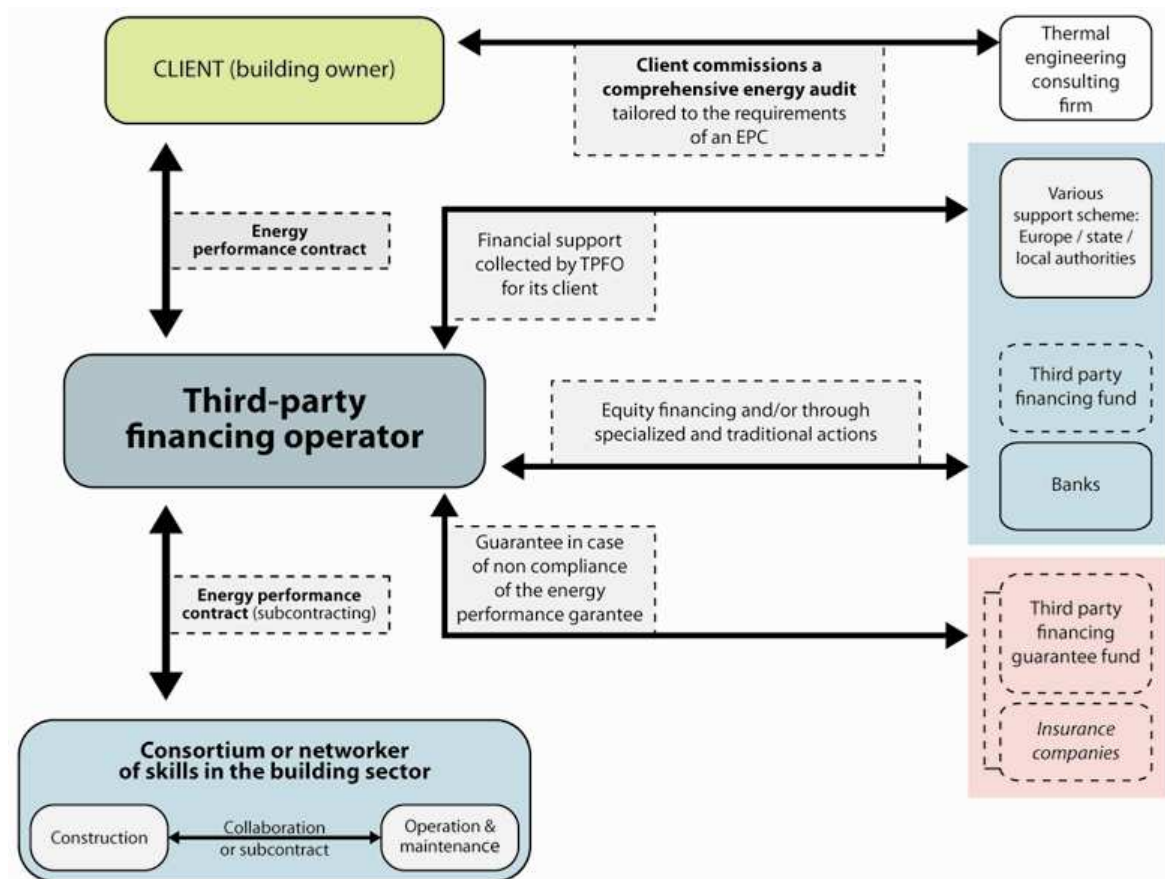 CLIENT (building owner)
Client commissions a
comprehensive energy audit
tailored to the requirements
of an EPC
Thermal
engineering
consulting
firm
Energy
performance contract
Financial support
collected by TPFO
for its client
Various
support scheme:
Europe / state /
local authorities
Third-party
financing operator
Equity financing and/or through
specialized and traditional actions
Third party
financing fund
Banks
Energy performance
contract (subcontracting)
Guarantee in case
of non compliance
of the energy
performance garantee
Third party
financing
guarantee fund
Insurance
companies
Consortium or networker
of skills in the building sector
Construction
Collaboration
or subcontract
Operation &
maintenance